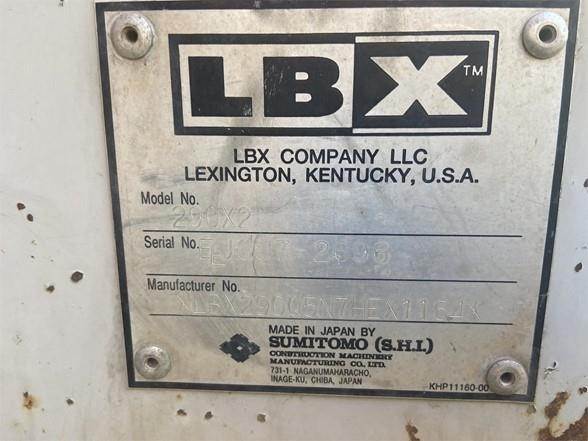 LBX™
LBX COMPANY LLC
LEXINGTON, KENTUCKY, U.S.A.
Model No.
290X2
Serial No.
Manufacturer No.
MADE IN JAPAN BY
SUMITOMO (S.H.I.)
CONSTRUCTION MACHINERY
MANUFACTURING CO., LTD.
731-1 NAGANUMAHARACHO,
INAGE-KU, CHIBA, JAPAN
KHP11160-00